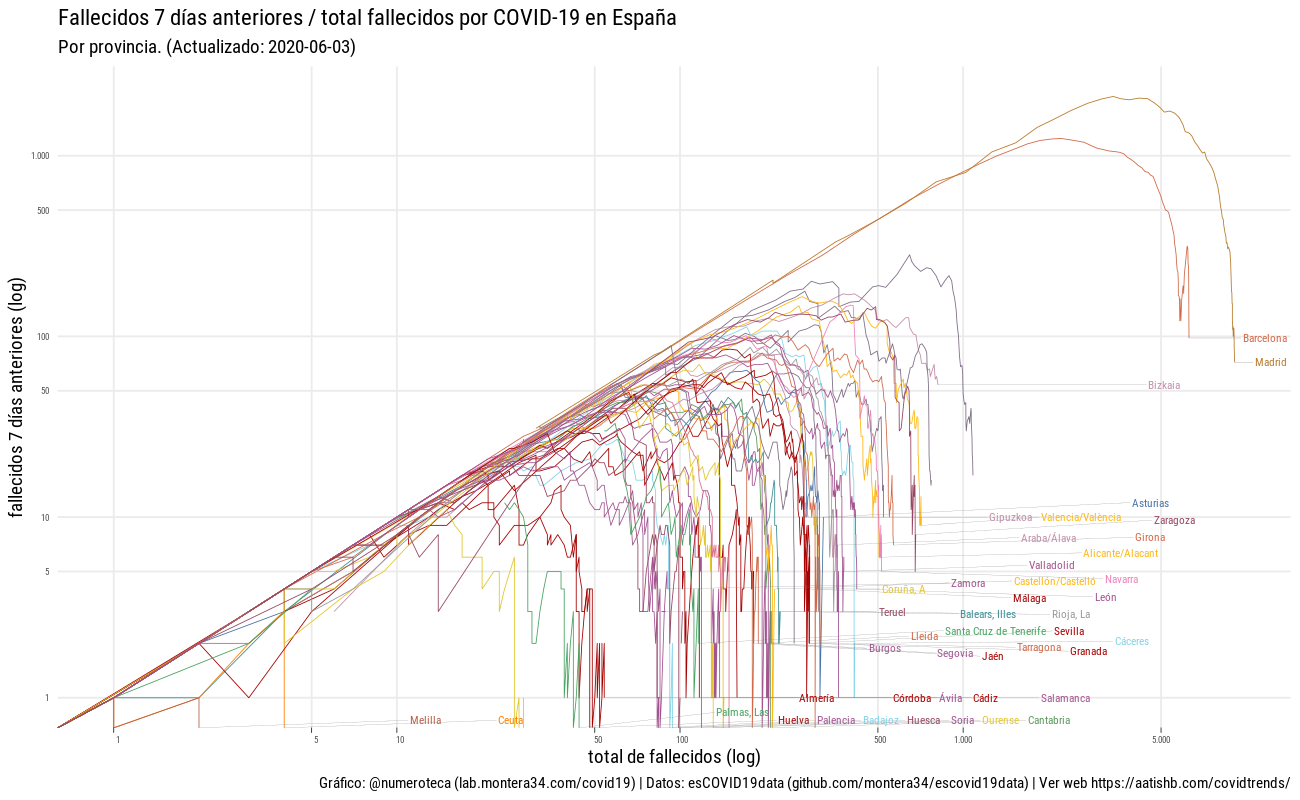 Fallecidos 7 días anteriores / total fallecidos por COVID-19 en España
Por provincia. (Actualizado: 2020-06-03)
fallecidos 7 días anteriores (log)
1.000
500
100
50
10
5
1
Barcelona
Madrid
Bizkaia
Asturias
Gipuzkoa Valencia/València
Zaragoza
Araba/Álava Girona
Alicante/Alacant
Valladolid
Zamora Castellón/Castelló Navarra
Coruña, A
Málaga León
Teruel Balears, Illes Rioja, La
Lleida Santa Cruz de Tenerife Sevilla
Cáceres
Burgos Tarragona
Segovia Jaén Granada
Almería Córdoba Ávila Cádiz Salamanca
Palmas, Las
Melilla Ceuta Huelva Palencia Badajoz Huesca Soria Ourense Cantabria
1 5 10 50 100 500 1.000 5.000
total de fallecidos (log)
Gráfico: @numeroteca (lab.montera34.com/covid19) | Datos: esCOVID19data (github.com/montera34/escovid19data) | Ver web https://aatishb.com/covidtrends/